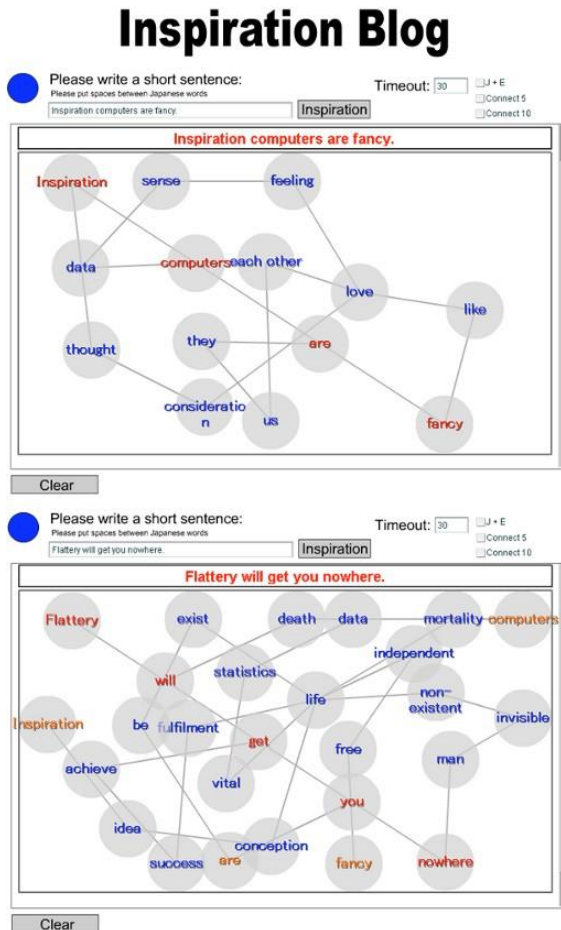 Inspiration Blog
Please write a short sentence:
Please put spaces between Japanese words
Timeout: 30
J + E
Connect 5
Connect 10
Inspiration computers are fancy.
Inspiration
Inspiration computers are fancy.
Inspiration
sense
feeling
data
computers
each other
love
like
thought
they
are
consideratio
n
us
fancy
Clear
Please write a short sentence:
Please put spaces between Japanese words
Timeout: 30
J + E
Connect 5
Connect 10
Flattery will get you nowhere.
Inspiration
Flattery will get you nowhere.
Flattery
exist
death
data
mortality
computers
independent
statistics
will
life
non-
existent
Inspiration
be
fulfilment
invisible
get
free
man
achieve
vital
you
idea
conception
success
are
fancy
nowhere
Clear